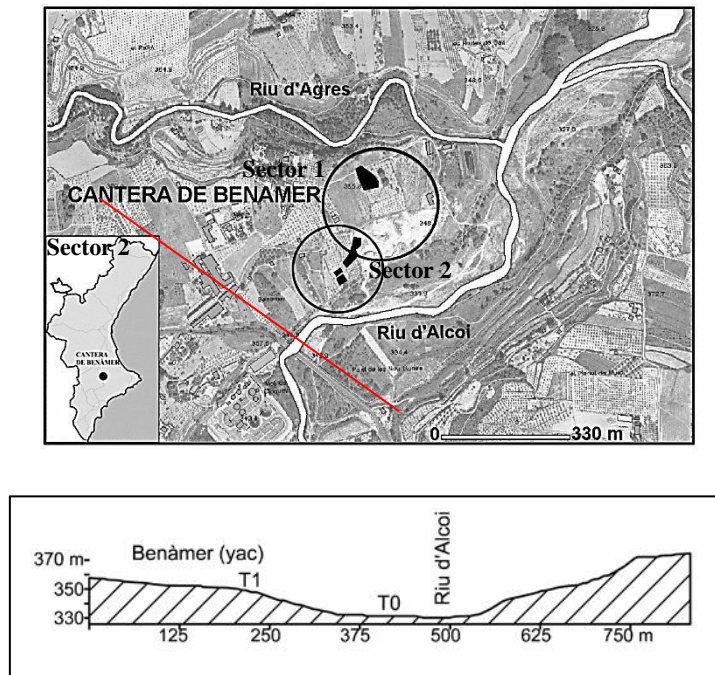 Riu d'Agres
Sector 1
CANTERA DE BENAMER
Sector 2
Sector 2
CANTERA
DE BENÀMER
Riu d'Alcoi
0 330 m
370 m
350
330
Benàmer (yac)
T1
T0
Riu d'Alcoi
125 250 375 500 625 750 m